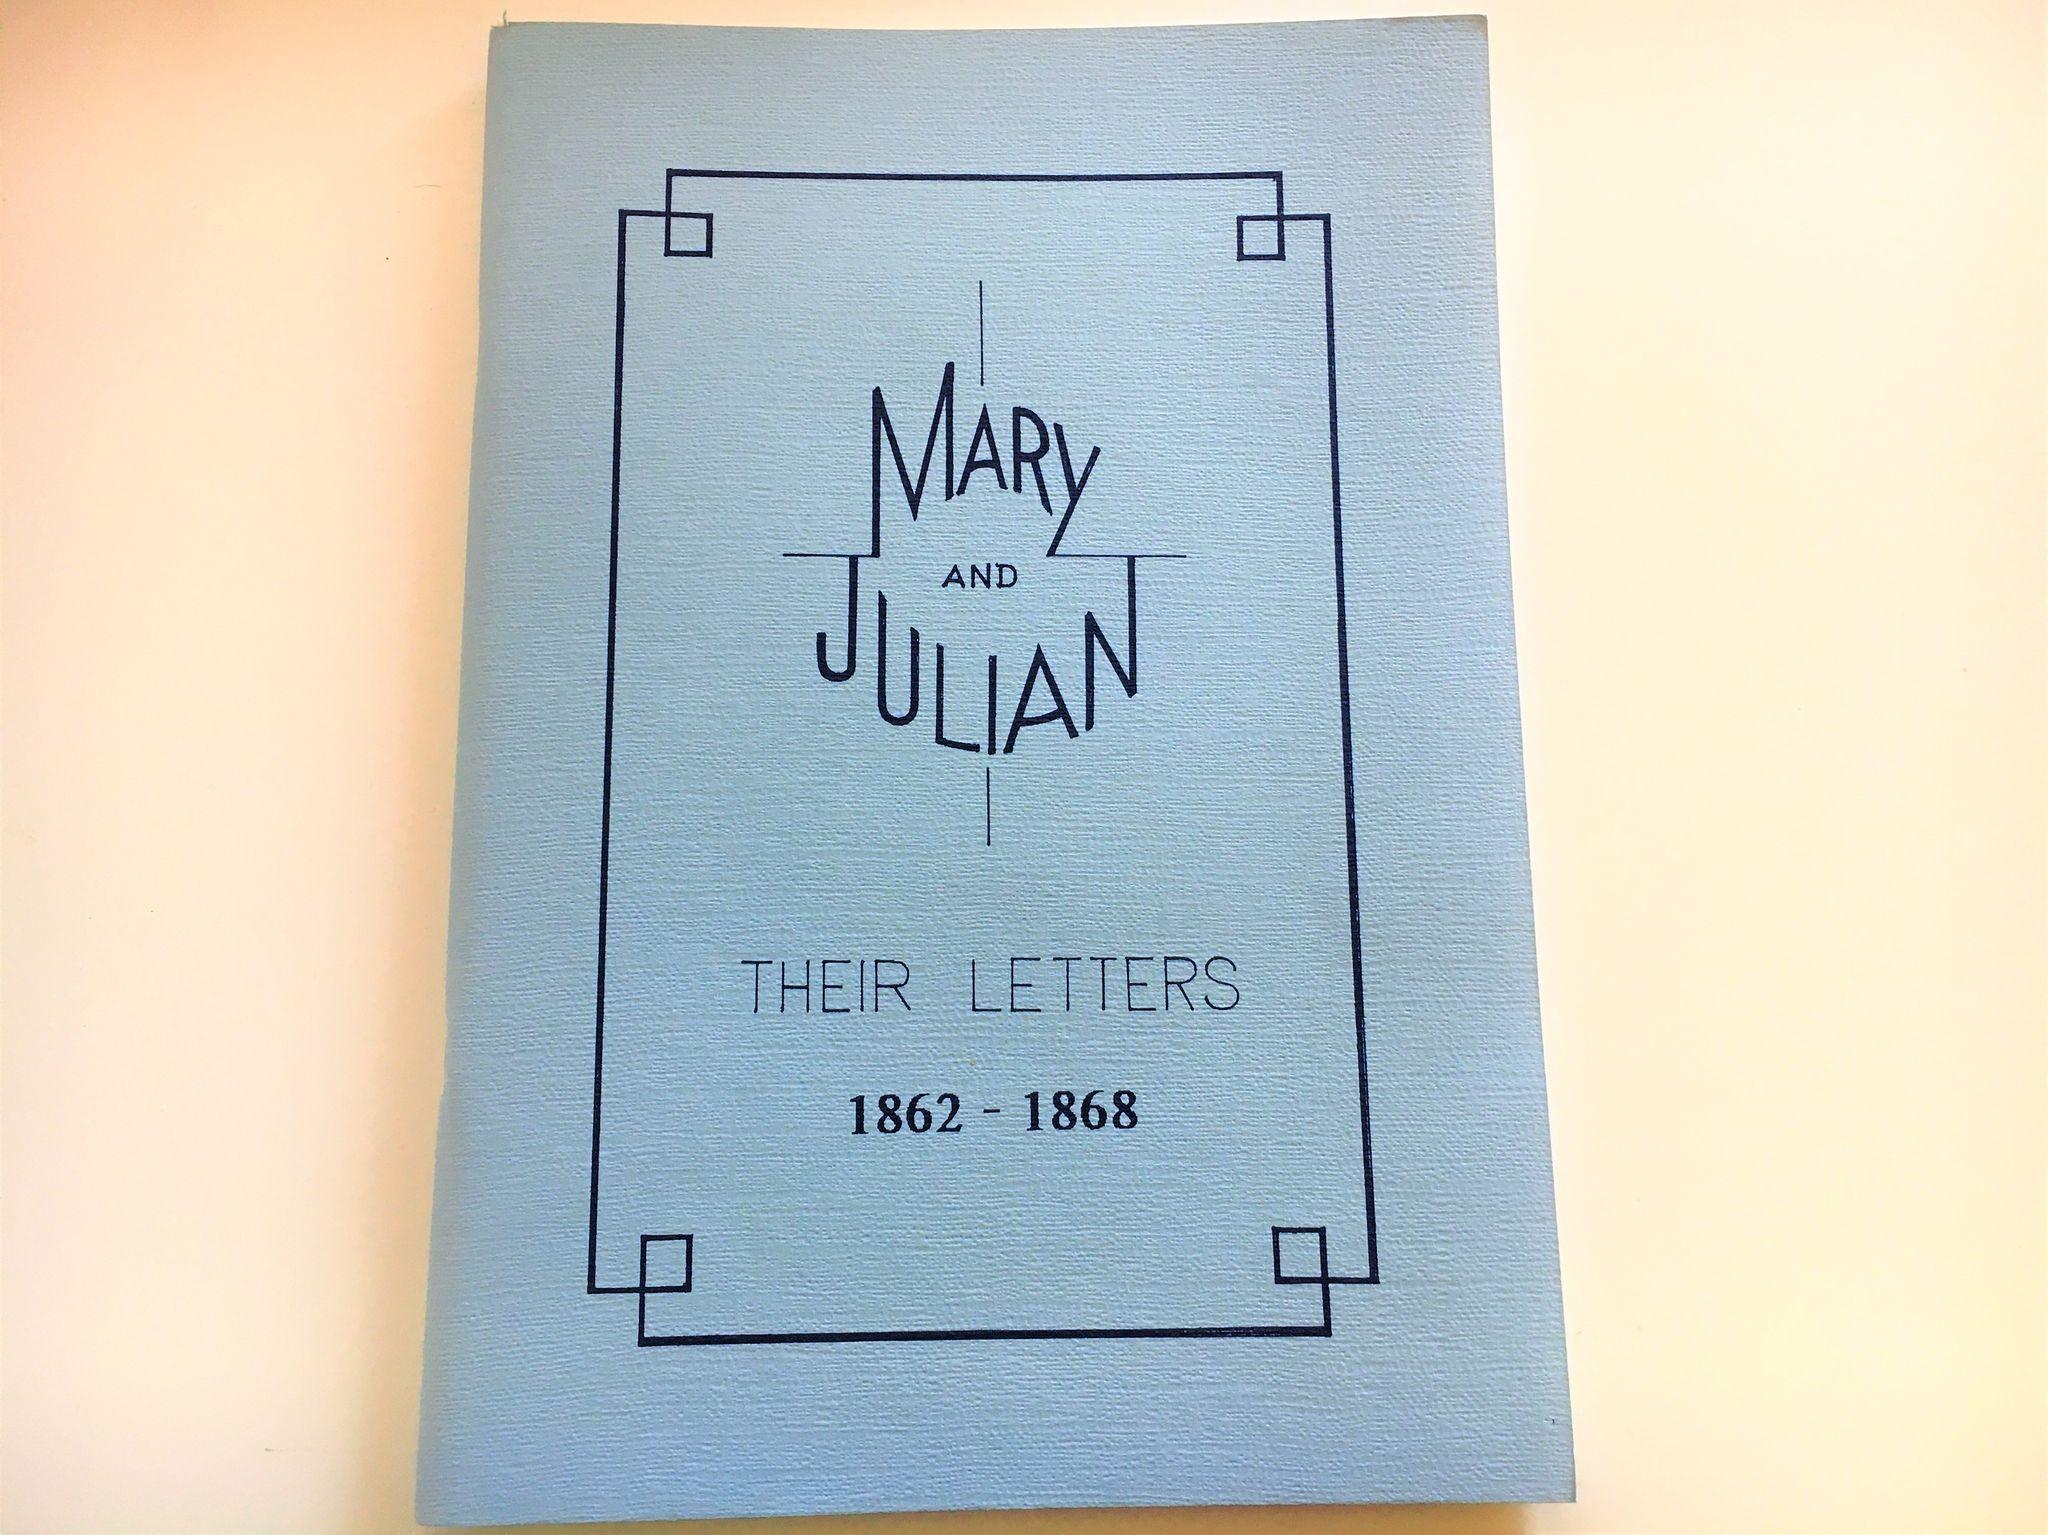 MARY
AND
JULIAN
THEIR LETTERS
1862 - 1868